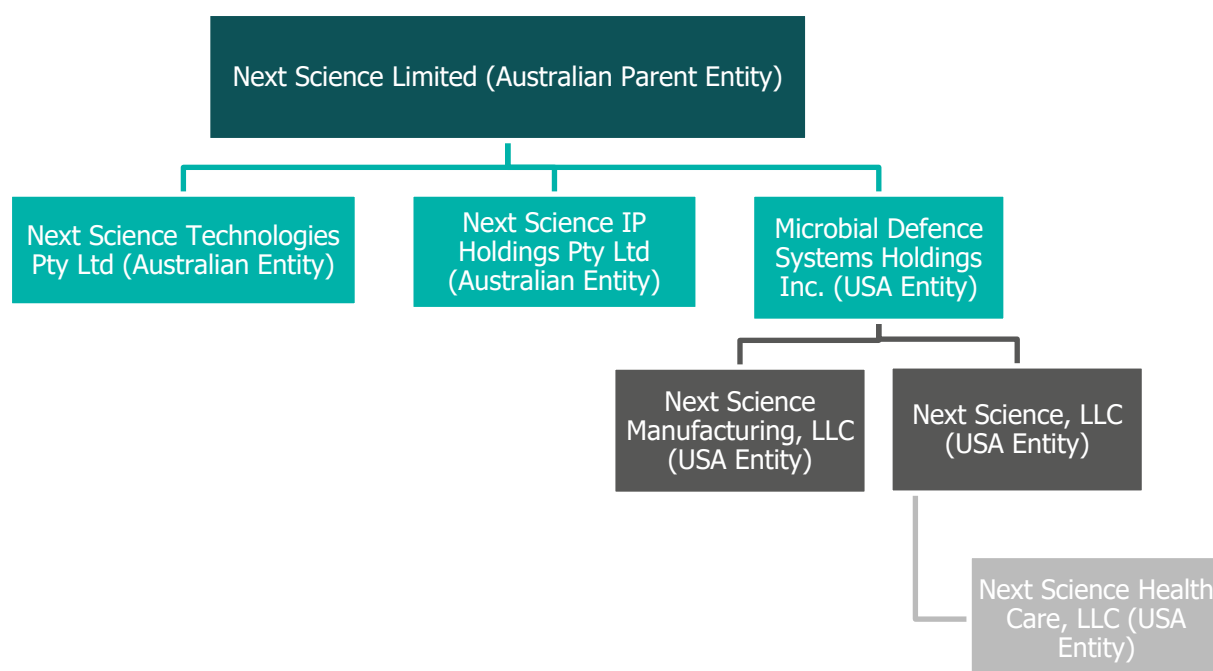 Next Science Limited (Australian Parent Entity)
Next Science Technologies
Pty Ltd (Australian Entity)
Next Science IP
Holdings Pty Ltd
(Australian Entity)
Microbial Defence
Systems Holdings
Inc. (USA Entity)
Next Science
Manufacturing, LLC
(USA Entity)
Next Science, LLC
(USA Entity)
Next Science Health
Care, LLC (USA
Entity)